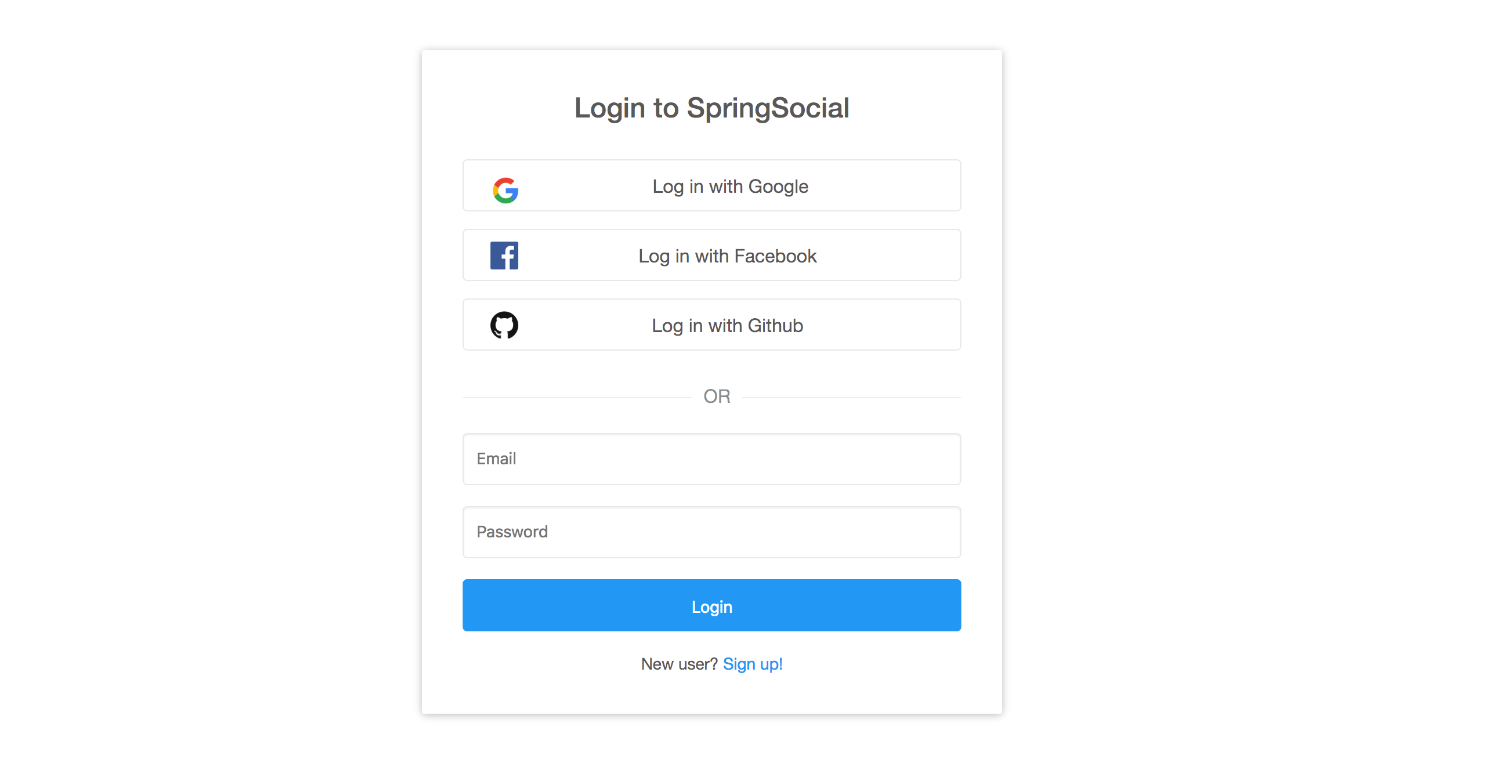 Login to SpringSocial
Log in with Google
Log in with Facebook
Log in with Github
OR
Email
Password
Login
New user? Sign up!